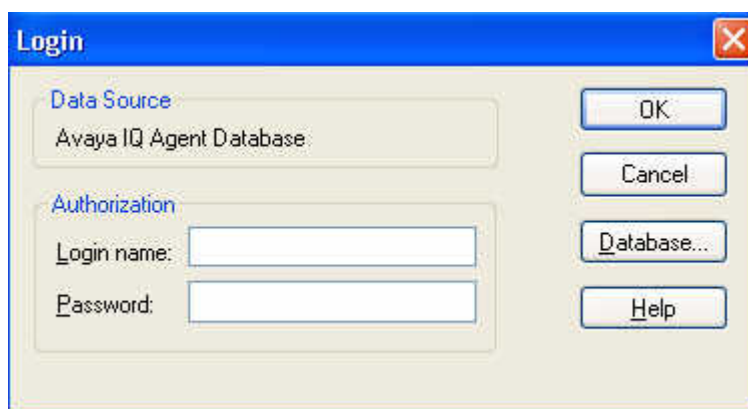 Login
Data Source
Avaya IQ Agent Database
OK
Cancel
Authorization
Login name:
Database...
Password:
Help